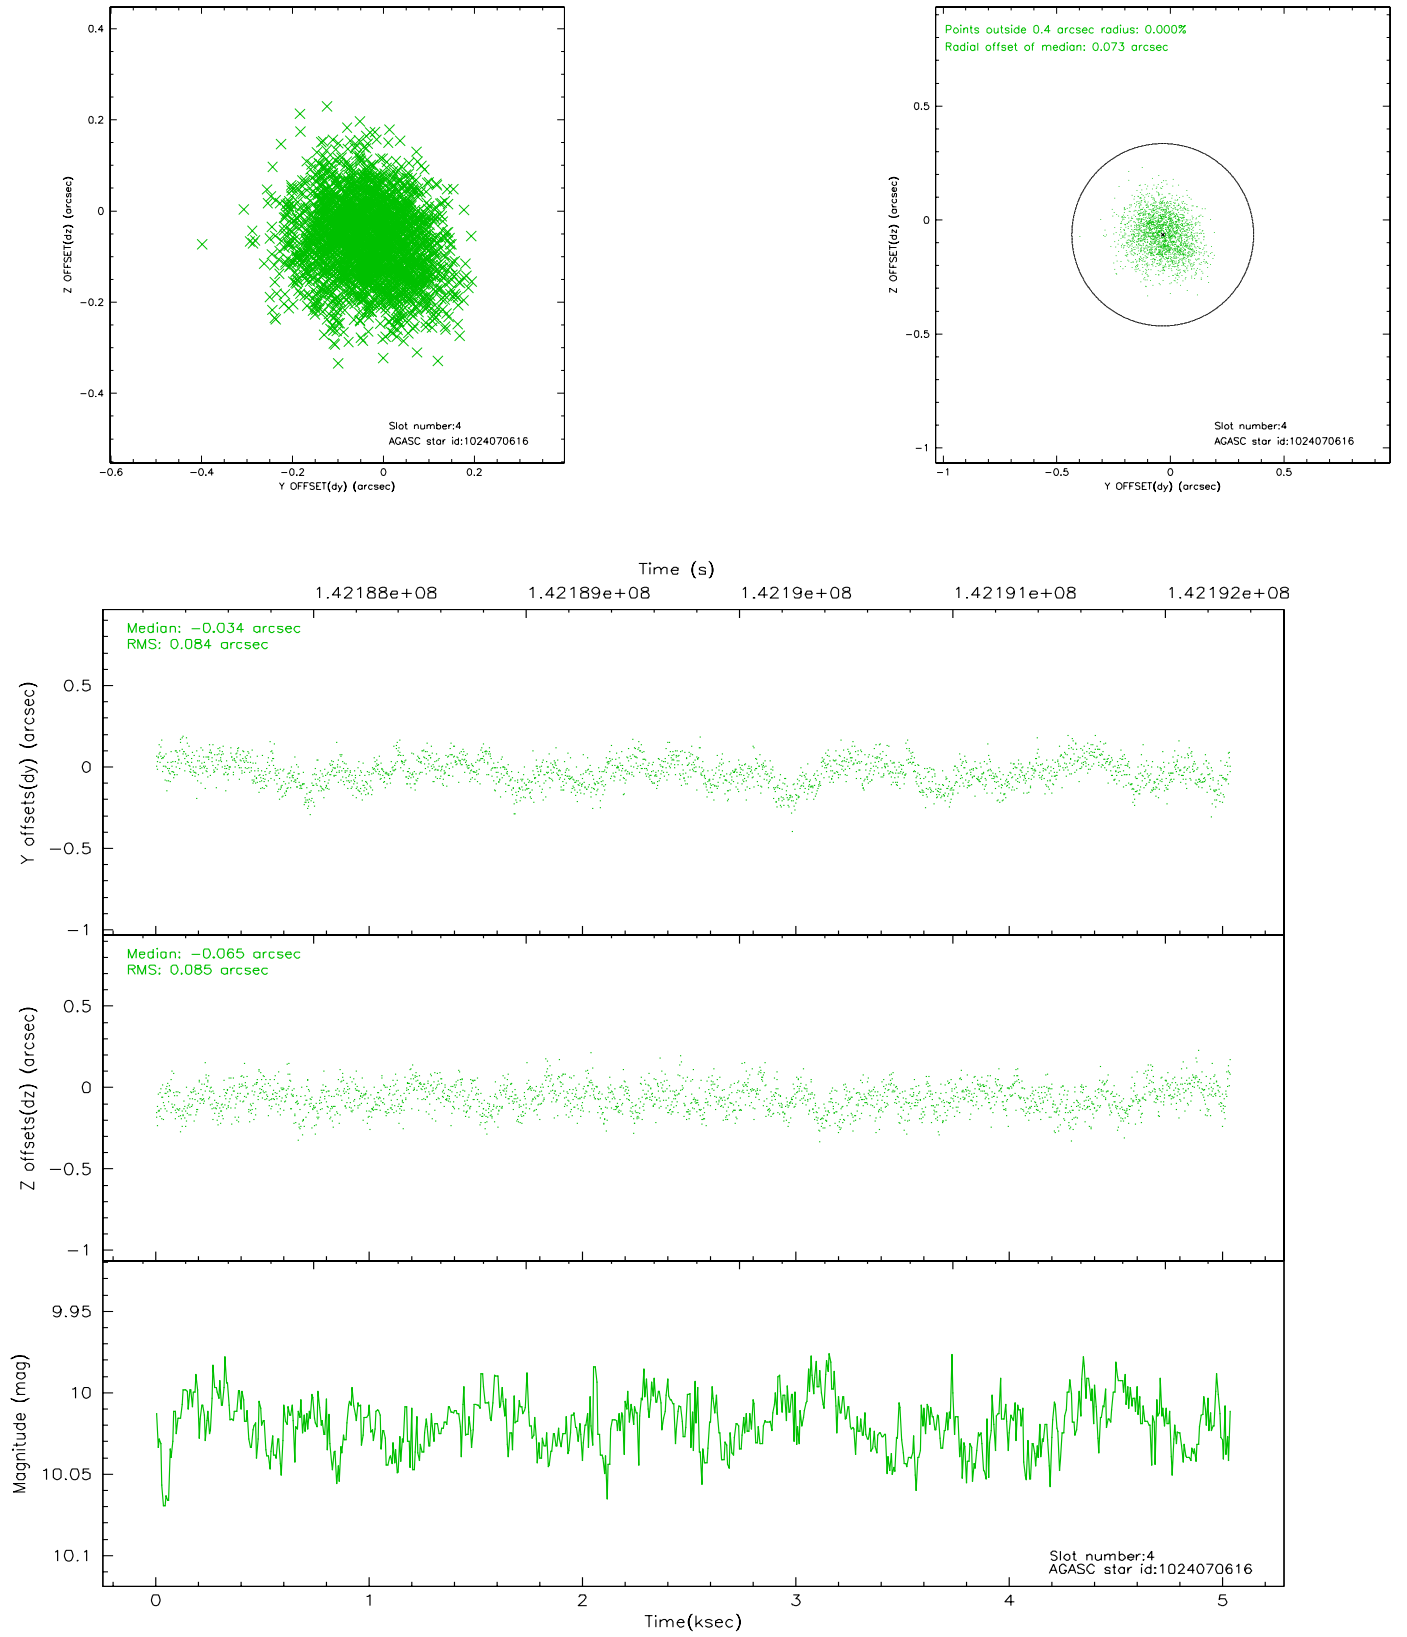 0.4
0.2
0
-0.2
-0.4
Z OFFSET(dz) (arcsec)
Slot number:4
AGASC star id:1024070616
-0.6
-0.4
-0.2
0
0.2
Y OFFSET(dy) (arcsec)
Points outside 0.4 arcsec radius: 0.000%
Radial offset of median: 0.073 arcsec
0.5
0
-0.5
-1
Z OFFSET(dz) (arcsec)
Slot number:4
AGASC star id:1024070616
-1
-0.5
0
0.5
Y OFFSET(dy) (arcsec)
Time (s)
1.42188e+08
1.42189e+08
1.4219e+08
1.42191e+08
1.42192e+08
Median: -0.034 arcsec
RMS: 0.084 arcsec
0.5
0
-0.5
-1
Y offsets(dy) (arcsec)
Median: -0.065 arcsec
RMS: 0.085 arcsec
0.5
0
-0.5
-1
Z offsets(dz) (arcsec)
9.95
10
10.05
10.1
Magnitude (mag)
Slot number:4
AGASC star id:1024070616
0
1
2
3
4
5
Time(ksec)